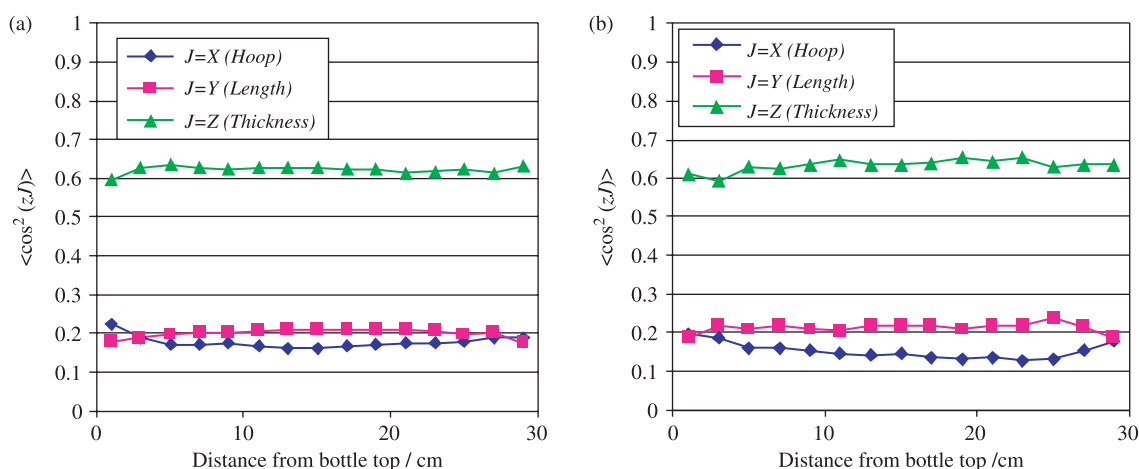 (a)
1
0.9
0.8
0.7
0.6
0.5
0.4
0.3
0.2
0.1
0
<cos² (zJ)>
J=X (Hoop)
J=Y (Length)
J=Z (Thickness)
0
10
20
30
Distance from bottle top / cm
(b)
1
0.9
0.8
0.7
0.6
0.5
0.4
0.3
0.2
0.1
0
<cos² (zJ)>
J=X (Hoop)
J=Y (Length)
J=Z (Thickness)
0
10
20
30
Distance from bottle top /cm